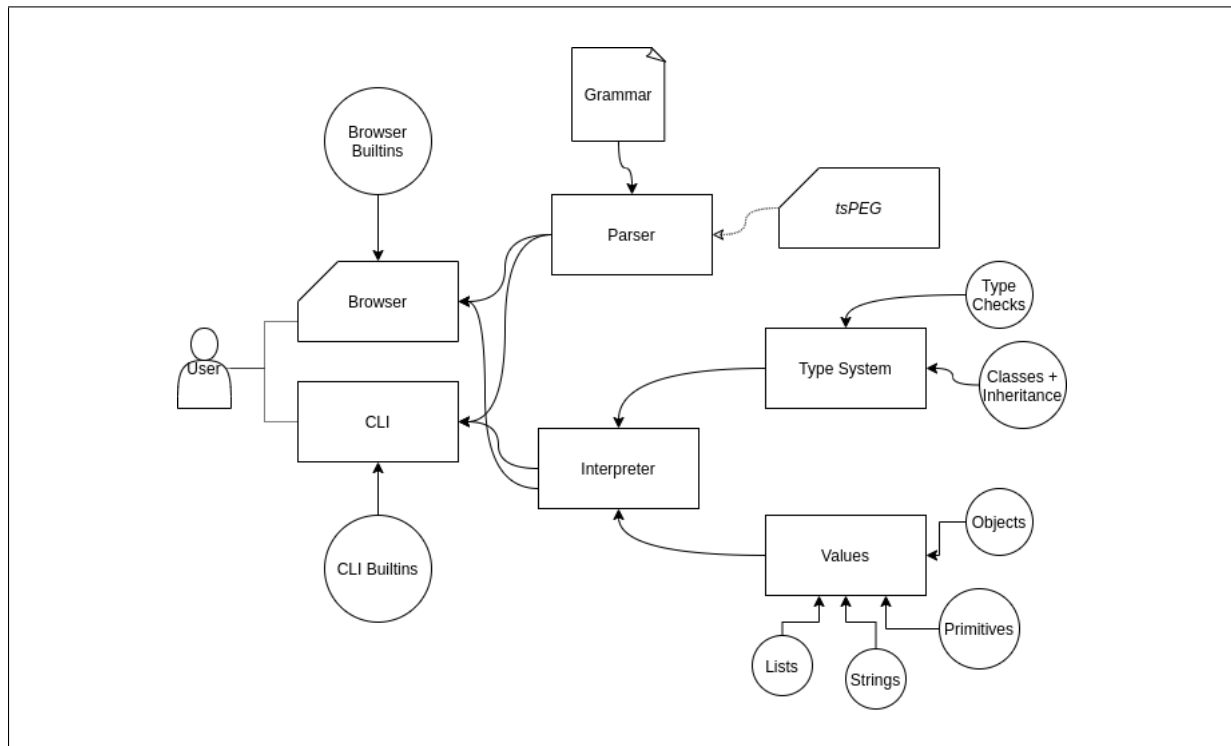 Grammar
Browser
Builtins
tsPEG
Parser
Type
Checks
Browser
User
Type System
Classes +
Inheritance
CLI
Interpreter
Objects
Values
CLI Builtins
Primitives
Lists
Strings